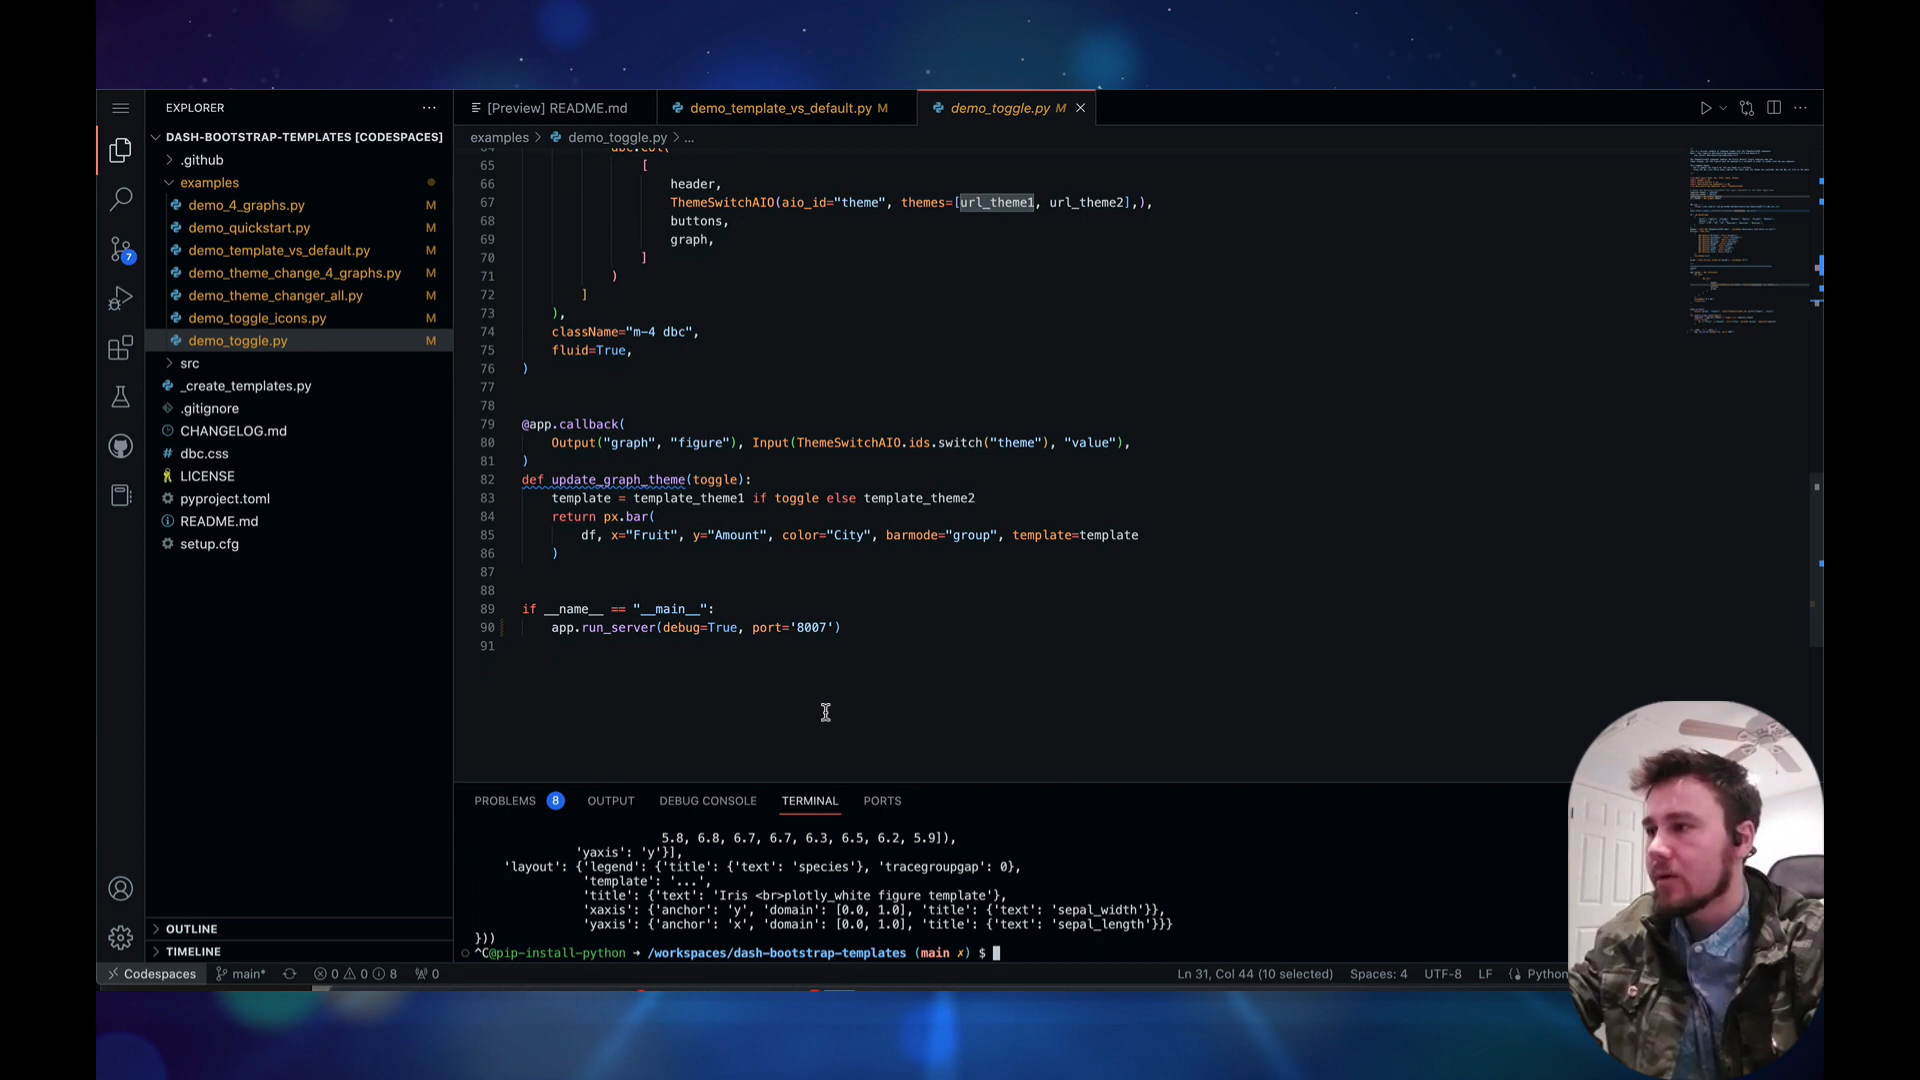 EXPLORER
DASH-BOOTSTRAP-TEMPLATES [CODESPACES]
.github
examples
demo_4_graphs.py M
demo_quickstart.py M
demo_template_vs_default.py M
demo_theme_change_4_graphs.py M
demo_theme_changer_all.py M
demo_toggle_icons.py M
demo_toggle.py M
src
_create_templates.py
.gitignore
CHANGELOG.md
dbc.css
LICENSE
pyproject.toml
README.md
setup.cfg
OUTLINE
TIMELINE
7
[Preview] README.md
demo_template_vs_default.py M
demo_toggle.py M
examples > demo_toggle.py > ...
64 dbc.Col(
65 [
66 header,
67 ThemeSwitchAIO(aio_id="theme", themes=[url_theme1, url_theme2],),
68 buttons,
69 graph,
70 ]
71 )
72 ]
73 ),
74 className="m-4 dbc",
75 fluid=True,
76 )
77
78
79 @app.callback(
80 Output("graph", "figure"), Input(ThemeSwitchAIO.ids.switch("theme"), "value"),
81 )
82 def update_graph_theme(toggle):
83 template = template_theme1 if toggle else template_theme2
84 return px.bar(
85 df, x="Fruit", y="Amount", color="City", barmode="group", template=template
86 )
87
88
89 if __name__ == "__main__":
90 app.run_server(debug=True, port='8007')
91
PROBLEMS 8 OUTPUT DEBUG CONSOLE TERMINAL PORTS
5.8, 6.8, 6.7, 6.7, 6.3, 6.5, 6.2, 5.9]),
'yaxis': 'y'}],
'layout': {'legend': {'title': {'text': 'species'}, 'tracegroupgap': 0},
'template': '...',
'title': {'text': 'Iris <br>plotly_white figure template'},
'xaxis': {'anchor': 'y', 'domain': [0.0, 1.0], 'title': {'text': 'sepal_width'}},
'yaxis': {'anchor': 'x', 'domain': [0.0, 1.0], 'title': {'text': 'sepal_length'}}}
}))
^C@pip-install-python → /workspaces/dash-bootstrap-templates (main ✗) $
Codespaces main* 0 0 8 0 Ln 31, Col 44 (10 selected) Spaces: 4 UTF-8 LF Python